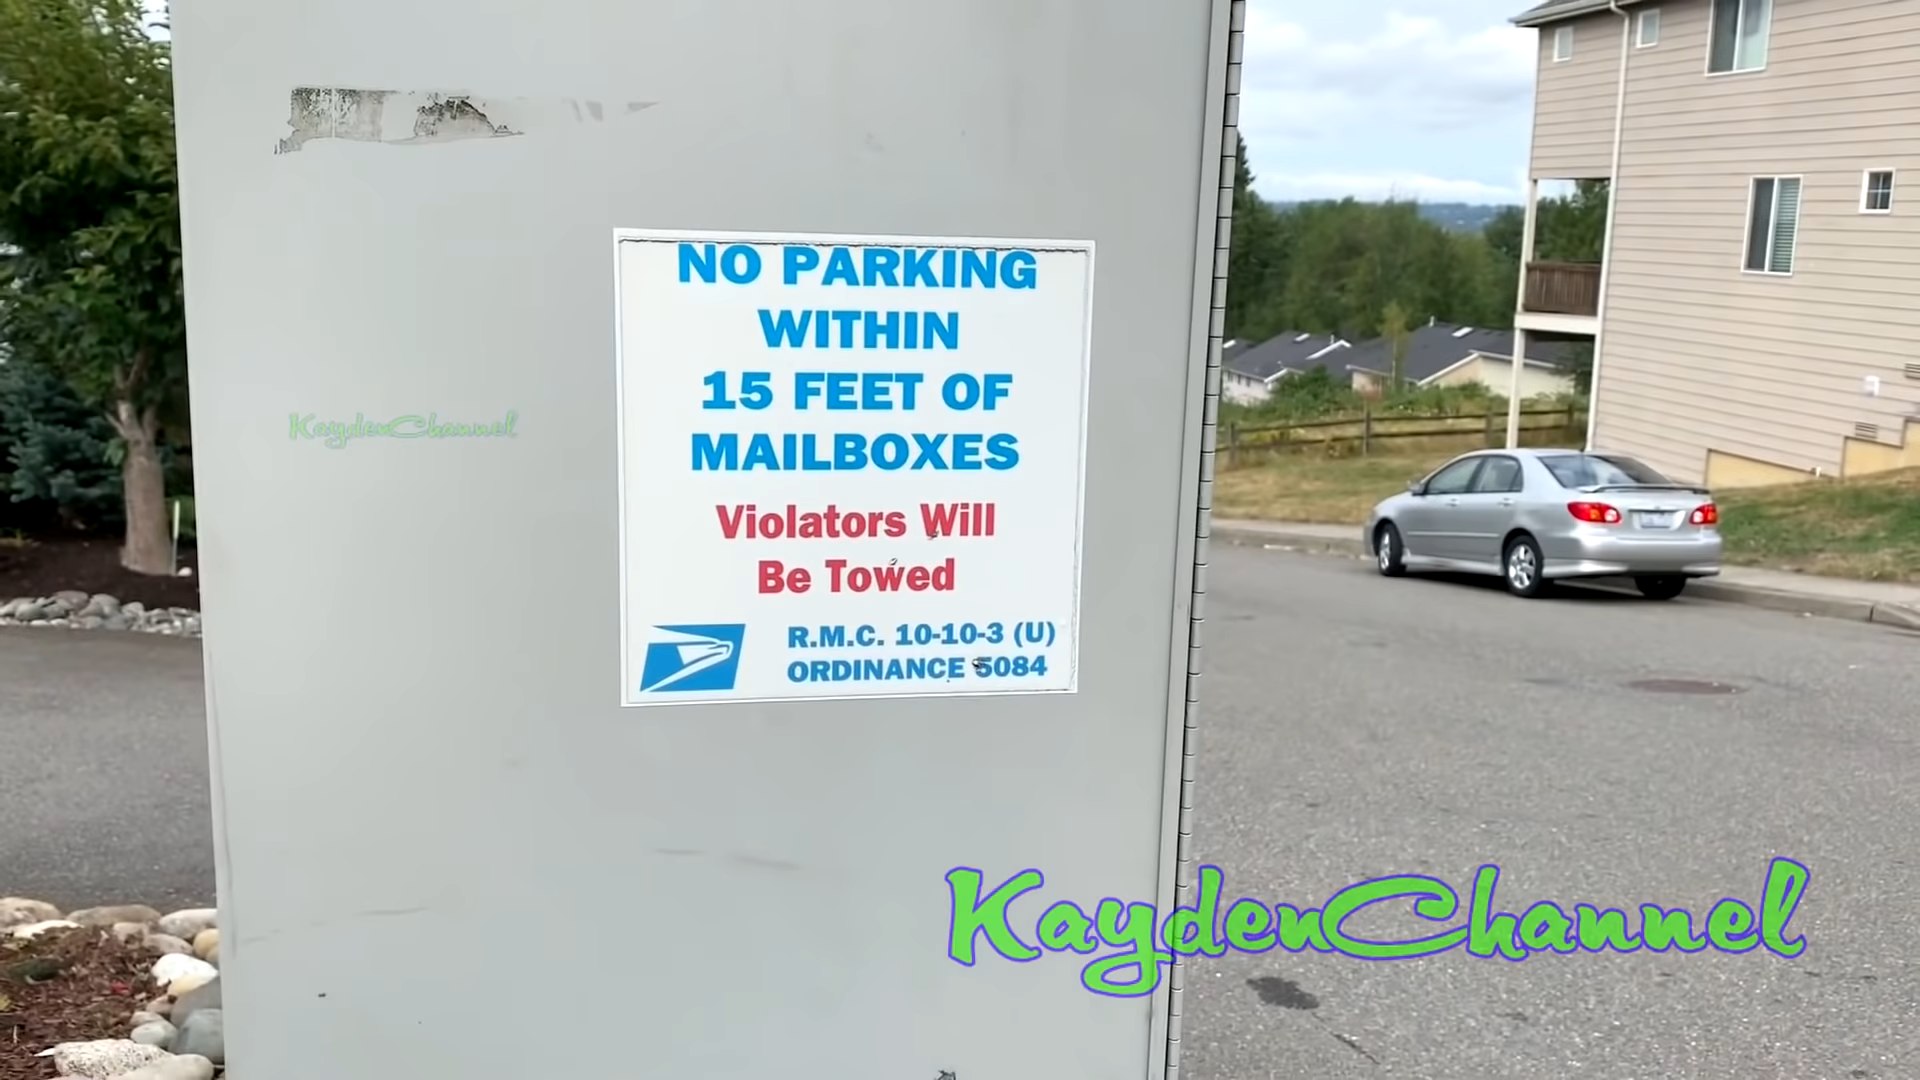 NO PARKING
WITHIN
15 FEET OF
MAILBOXES
Violators Will
Be Towed
R.M.C. 10-10-3 (U)
ORDINANCE 5084
KaydenChannel
KaydenChannel